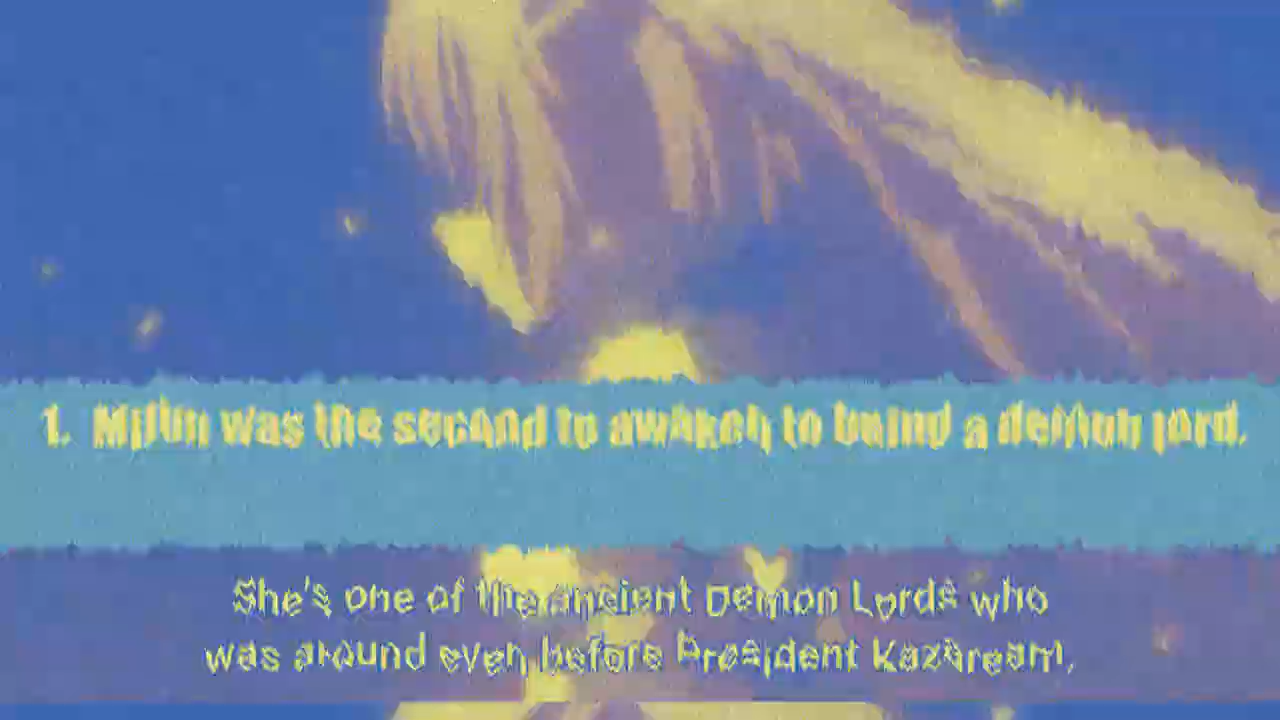 1. Milim was the second to awaken to being a demon lord.
She's one of the ancient Demon Lords who
was around even before President Kazaream,